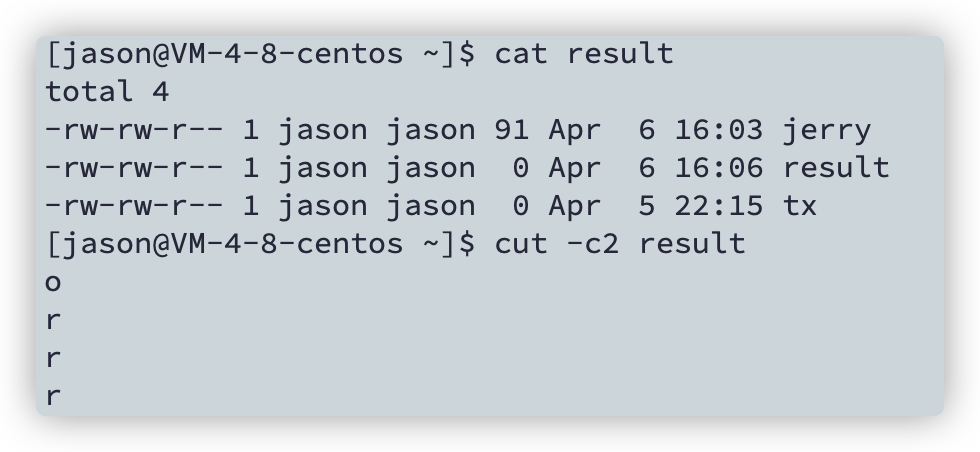 [jason@VM-4-8-centos ~]$ cat result
total 4
-rw-rw-r-- 1 jason jason 91 Apr  6 16:03 jerry
-rw-rw-r-- 1 jason jason  0 Apr  6 16:06 result
-rw-rw-r-- 1 jason jason  0 Apr  5 22:15 tx
[jason@VM-4-8-centos ~]$ cut -c2 result
o
r
r
r